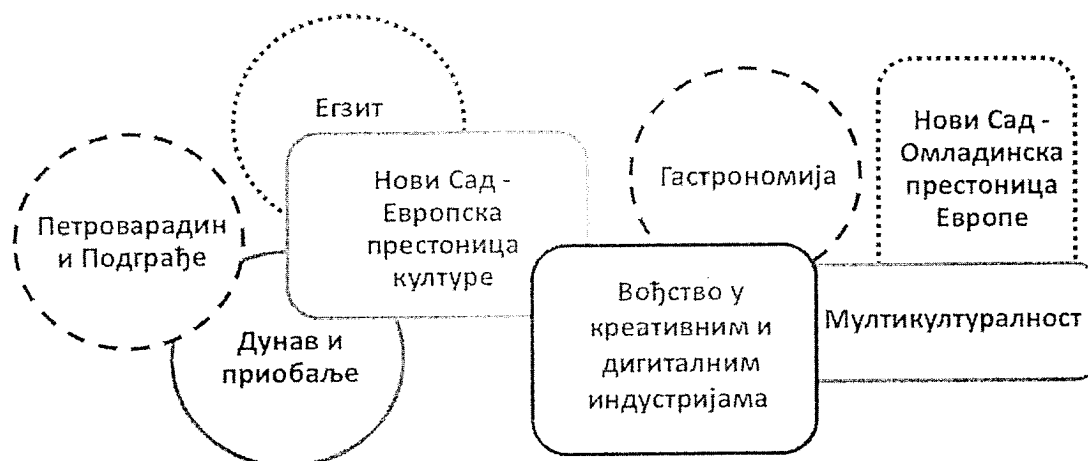 Егзит
Нови Сад -
Европска
престоница
културе
Петроварадин
и Подграђе
Дунав и
приобаље
Гастрономија
Нови Сад -
Омладинска
престоница
Европе
Вођство у
креативним и
дигиталним
индустријама
Мултикултуралност